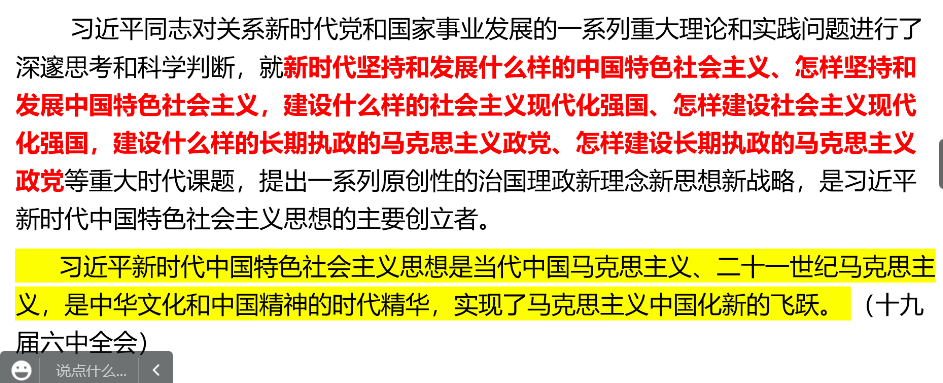 习近平同志对关系新时代党和国家事业发展的一系列重大理论和实践问题进行了
深邃思考和科学判断，就新时代坚持和发展什么样的中国特色社会主义、怎样坚持和
发展中国特色社会主义，建设什么样的社会主义现代化强国、怎样建设社会主义现代
化强国，建设什么样的长期执政的马克思主义政党、怎样建设长期执政的马克思主义
政党等重大时代课题，提出一系列原创性的治国理政新理念新思想新战略，是习近平
新时代中国特色社会主义思想的主要创立者。
习近平新时代中国特色社会主义思想是当代中国马克思主义、二十一世纪马克思主
义，是中华文化和中国精神的时代精华，实现了马克思主义中国化新的飞跃。（十九
届六中全会）
说点什么...